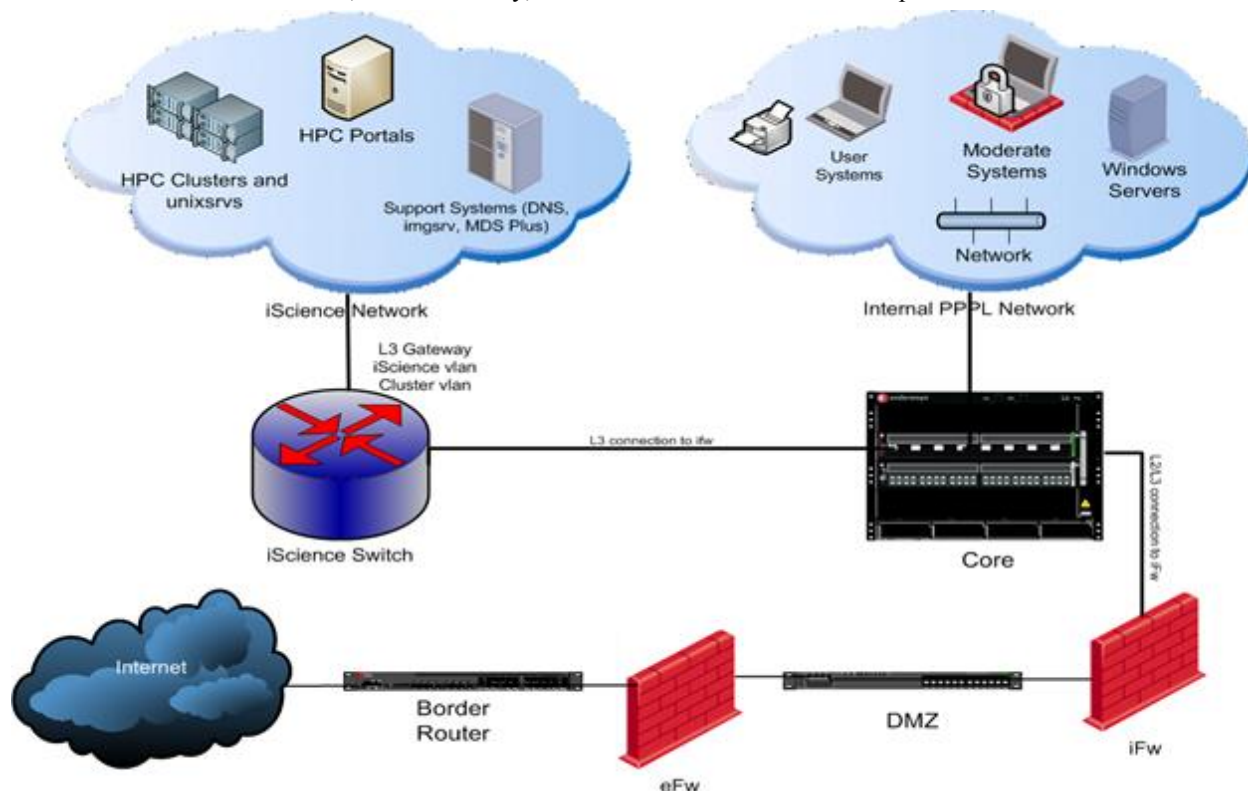 HPC Clusters and
unixsrvs
HPC Portals
Support Systems (DNS,
imgsrv, MDS Plus)
User
Systems
Moderate
Systems
Windows
Servers
Network
iScience Network
Internal PPPL Network
L3 Gateway
iScience vlan
Cluster vlan
L3 connection to ifw
L2/L3 connection to iFw
iScience Switch
Core
Internet
Border
Router
eFw
DMZ
iFw